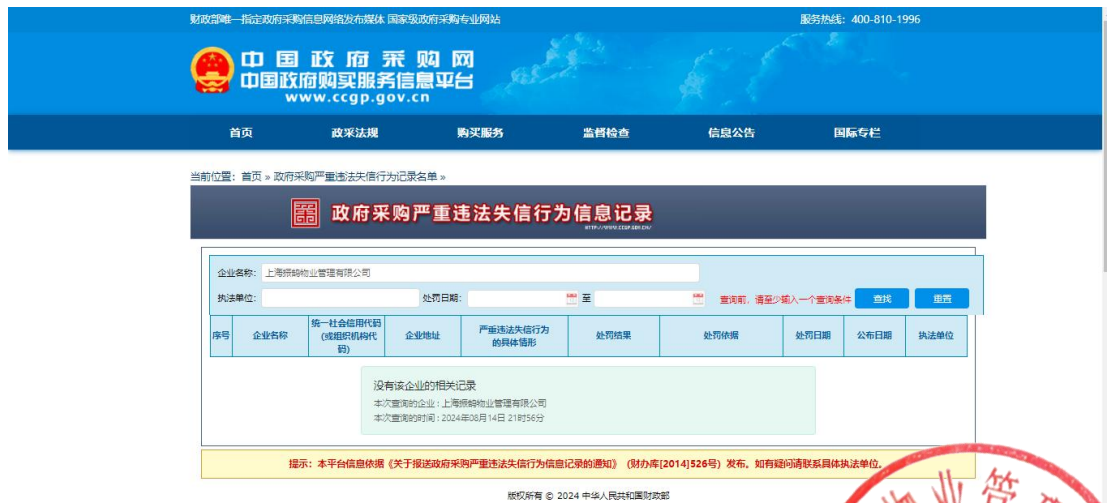 财政部唯一指定政府采购信息网络发布媒体 国家级政府采购专业网站
服务热线：400-810-1996
中国政府采购网
中国政府购买服务信息平台
www.ccgp.gov.cn
首页 政采法规 购买服务 监督检查 信息公告 国际专栏
当前位置：首页 » 政府采购严重违法失信行为记录名单 »
政府采购严重违法失信行为信息记录
HTTP://WWW.CCGP.GOV.CN/
企业名称： 上海振鹤物业管理有限公司
执法单位： 处罚日期： 至 查询前，请至少输入一个查询条件 查找 重置
序号 企业名称 统一社会信用代码(或组织机构代码) 企业地址 严重违法失信行为的具体情形 处罚结果 处罚依据 处罚日期 公布日期 执法单位
没有该企业的相关记录
本次查询的企业：上海振鹤物业管理有限公司
本次查询的时间：2024年08月14日 21时56分
提示：本平台信息依据《关于报送政府采购严重违法失信行为信息记录的通知》（财办库[2014]526号）发布。如有疑问请联系具体执法单位。
版权所有 © 2024 中华人民共和国财政部
物业管